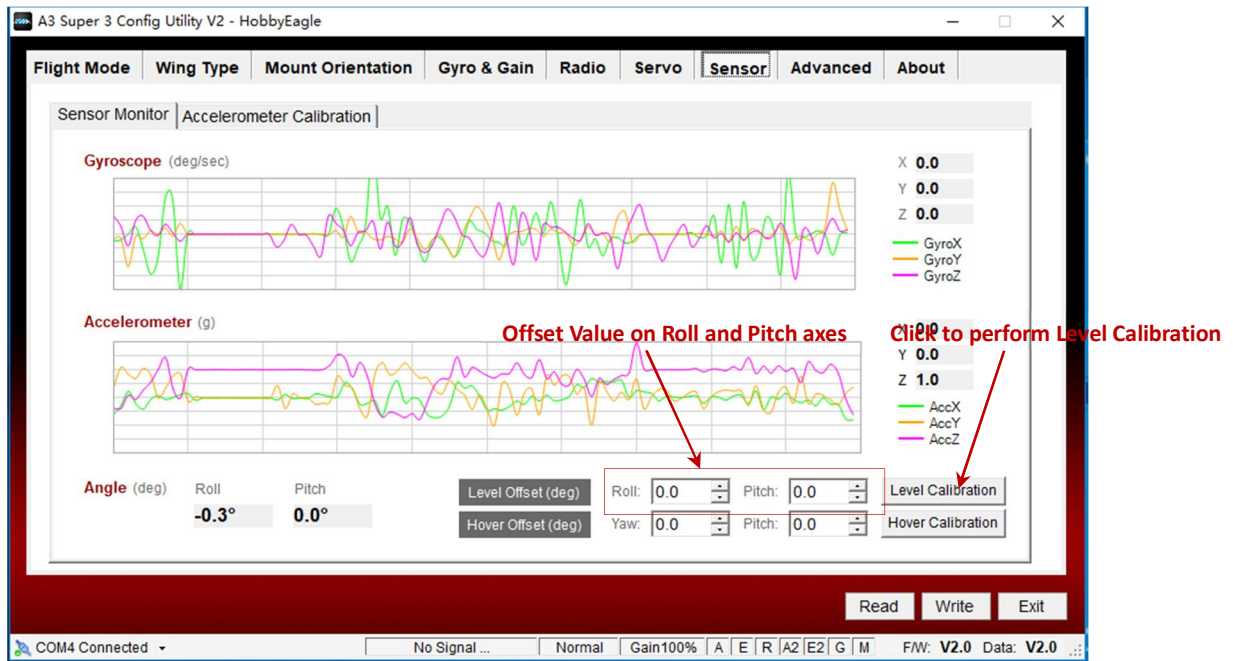 A3 Super 3 Config Utility V2 - HobbyEagle
Flight Mode Wing Type Mount Orientation Gyro & Gain Radio Servo Sensor Advanced About
Sensor Monitor Accelerometer Calibration
Gyroscope (deg/sec)
X 0.0
Y 0.0
Z 0.0
GyroX
GyroY
GyroZ
Accelerometer (g)
Offset Value on Roll and Pitch axes
Click to perform Level Calibration
X 0.0
Y 0.0
Z 1.0
AccX
AccY
AccZ
Angle (deg) Roll Pitch
-0.3° 0.0°
Level Offset (deg) Roll: 0.0 Pitch: 0.0 Level Calibration
Hover Offset (deg) Yaw: 0.0 Pitch: 0.0 Hover Calibration
Read Write Exit
COM4 Connected No Signal ... Normal Gain100% A E R A2 E2 G M F/W: V2.0 Data: V2.0